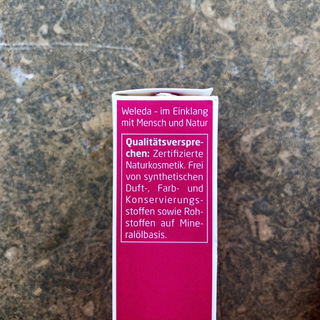 Weleda - im Einklang
mit Mensch und Natur
Qualitätsverspre-
chen: Zertifizierte
Naturkosmetik. Frei
von synthetischen
Duft-, Farb- und
Konservierungs-
stoffen sowie Roh-
stoffen auf Mine-
ralölbasis.